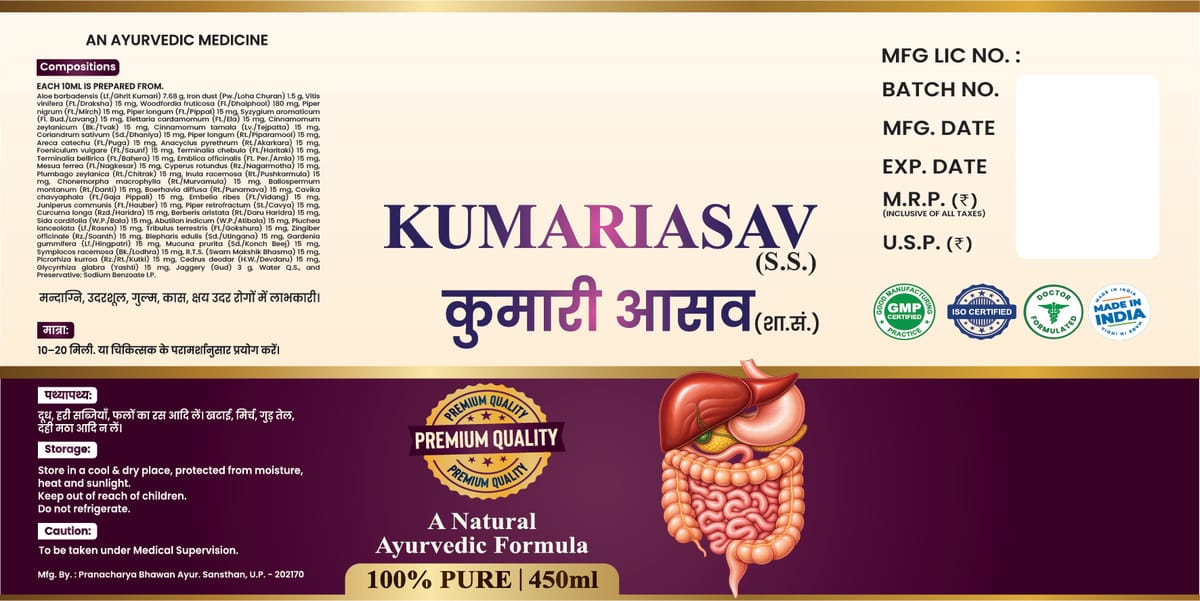 AN AYURVEDIC MEDICINE
Compositions
EACH 10ML IS PREPARED FROM.
Aloe barbadensis (Lf./Ghrit Kumari) 7.68 g, Iron dust (Pw./Loha Churan) 1.5 g, Vitis
vinifera (Ft./Draksha) 15 mg, Woodfordia fruticosa (Fl./Dhaiphool) 180 mg, Piper
nigrum (Ft./Mirch) 15 mg, Piper longum (Ft./Pippal) 15 mg, Syzygium aromaticum
(Fl. Bud./Lavang) 15 mg, Elettaria cardamomum (Ft./Ela) 15 mg, Cinnamomum
zeylanicum (Bk./Tvak) 15 mg, Cinnamomum tamala (Lv./Tejpatta) 15 mg,
Coriandrum sativum (Sd./Dhaniya) 15 mg, Piper longum (Rt./Piparamool) 15 mg,
Areca catechu (Ft./Puga) 15 mg, Anacyclus pyrethrum (Rt./Akarkara) 15 mg,
Foeniculum vulgare (Ft./Saunf) 15 mg, Terminalia chebula (Ft./Haritaki) 15 mg,
Terminalia bellirica (Ft./Bahera) 15 mg, Emblica officinalis (Ft. Per./Amla) 15 mg,
Mesua ferrea (Ft./Nagkesar) 15 mg, Cyperus rotundus (Rz./Nagarmotha) 15 mg,
Plumbago zeylanica (Rt./Chitrak) 15 mg, Inula racemosa (Rt./Pushkarmula) 15
mg, Chonemorpha macrophylla (Rt./Murvamula) 15 mg, Baliospermum
montanum (Rt./Danti) 15 mg, Boerhavia diffusa (Rt./Punarnava) 15 mg, Cavika
chavyaphala (Ft./Gaja Pippali) 15 mg, Embelia ribes (Ft./Vidang) 15 mg,
Juniperus communis (Ft./Hauber) 15 mg, Piper retrofractum (St./Cavya) 15 mg,
Curcuma longa (Rzd./Haridra) 15 mg, Berberis aristata (Rt./Daru Haridra) 15 mg,
Sida cordifolia (W.P./Bala) 15 mg, Abutilon indicum (W.P./Atibala) 15 mg, Pluchea
lanceolata (Lf./Rasna) 15 mg, Tribulus terrestris (Ft./Gokshura) 15 mg, Zingiber
officinale (Rz./Soanth) 15 mg, Blepharis edulis (Sd./Utingana) 15 mg, Gardenia
gummifera (Lf./Hingpatri) 15 mg, Mucuna prurita (Sd./Konch Beej) 15 mg,
Symplocos racemosa (Bk./Lodhra) 15 mg, R.T.S. (Swarn Makshik Bhasma) 15 mg,
Picrorhiza kurroa (Rz./Rt./Kutki) 15 mg, Cedrus deodar (H.W./Devdaru) 15 mg,
Glycyrrhiza glabra (Yashti) 15 mg, Jaggery (Gud) 3 g, Water Q.S., and
Preservative: Sodium Benzoate I.P.
मन्दाग्नि, उदरशूल, गुल्म, कास, क्षय उदर रोगों में लाभकारी।
मात्रा:
10–20 मिली. या चिकित्सक के परामर्शानुसार प्रयोग करें।
पथ्यापथ्य:
दूध, हरी सब्जियाँ, फलों का रस आदि लें। खटाई, मिर्च, गुड़ तेल,
दही मठा आदि न लें।
Storage:
Store in a cool & dry place, protected from moisture,
heat and sunlight.
Keep out of reach of children.
Do not refrigerate.
Caution:
To be taken under Medical Supervision.
Mfg. By. : Pranacharya Bhawan Ayur. Sansthan, U.P. - 202170
KUMARIASAV
(S.S.)
कुमारी आसव (शा.सं.)
PREMIUM QUALITY
PREMIUM QUALITY
PREMIUM QUALITY
A Natural
Ayurvedic Formula
100% PURE | 450ml
MFG LIC NO. :
BATCH NO.
MFG. DATE
EXP. DATE
M.R.P. (₹)
(INCLUSIVE OF ALL TAXES)
U.S.P. (₹)
GOOD MANUFACTURING
GMP
CERTIFIED
PRACTICE
ISO CERTIFIED
DOCTOR
FORMULATED
MADE IN INDIA
MADE IN
INDIA
MADE IN INDIA